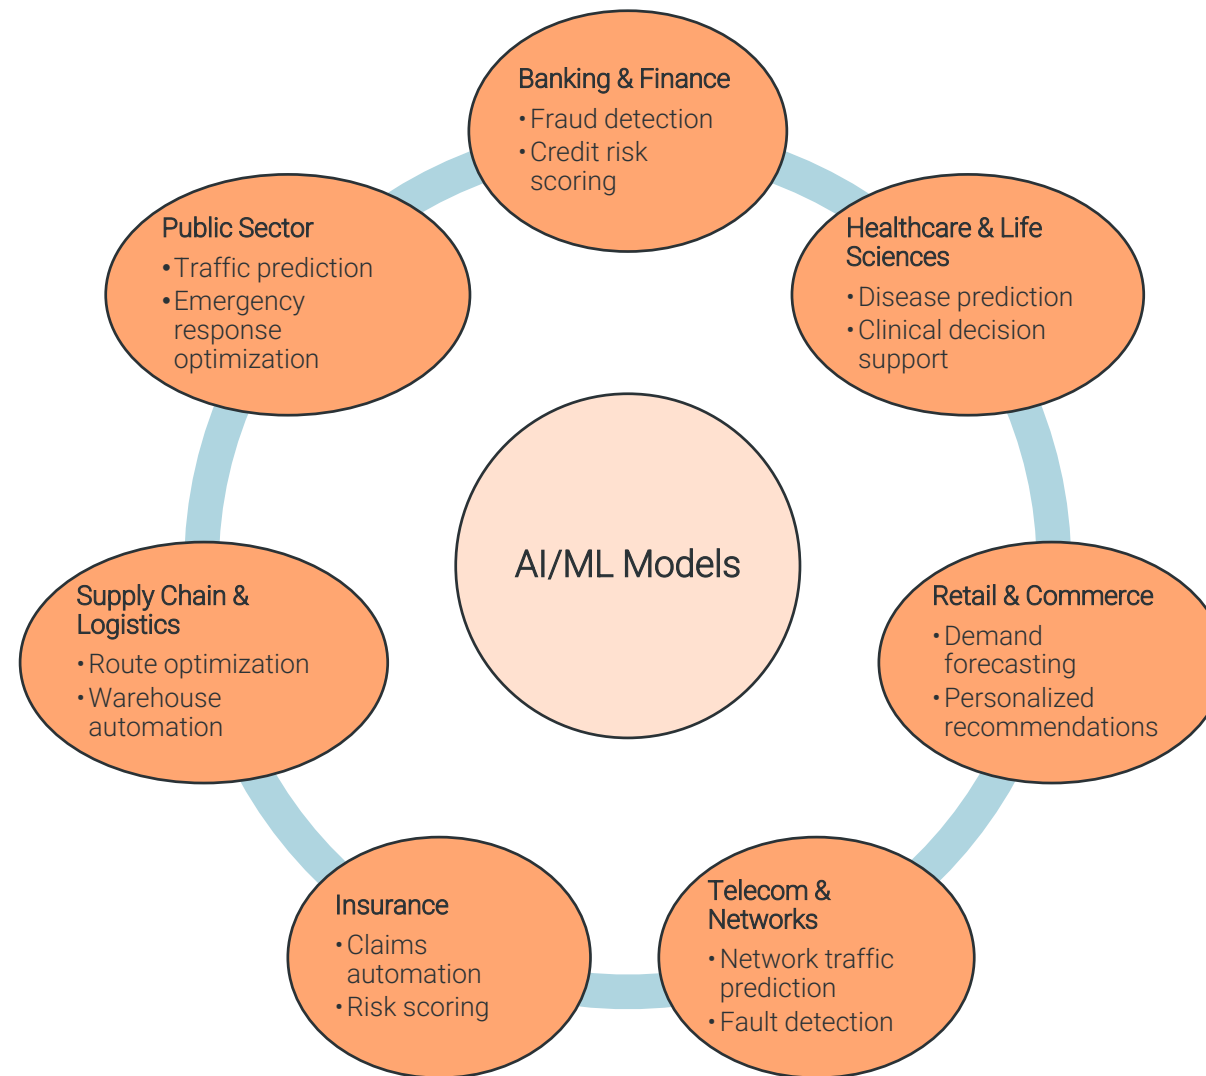 Banking & Finance
• Fraud detection
• Credit risk
scoring
Healthcare & Life
Sciences
• Disease prediction
• Clinical decision
support
Retail & Commerce
• Demand
forecasting
• Personalized
recommendations
Telecom &
Networks
• Network traffic
prediction
• Fault detection
Insurance
• Claims
automation
• Risk scoring
Supply Chain &
Logistics
• Route optimization
• Warehouse
automation
Public Sector
• Traffic prediction
• Emergency
response
optimization
AI/ML Models